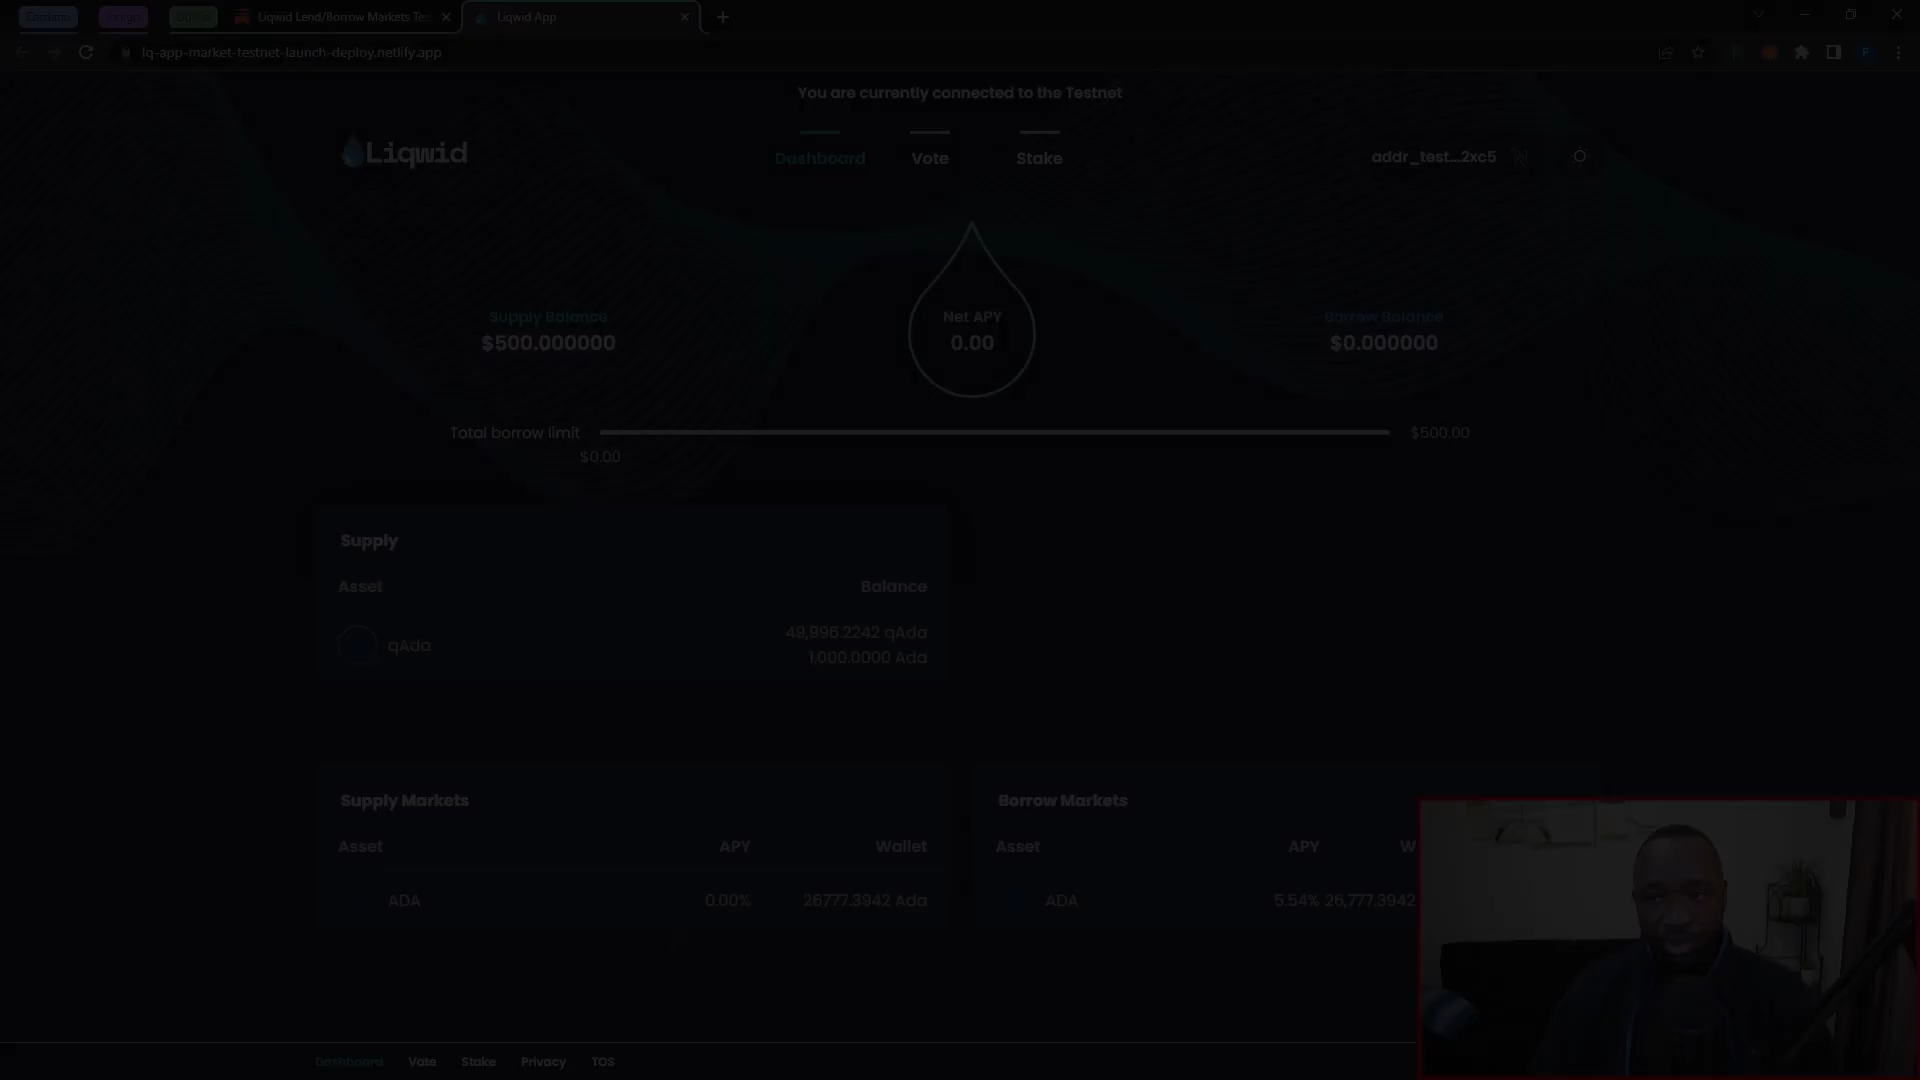 Cardano
Liqwid Lend/Borrow Markets Tes
Liqwid App
lq-app-market-testnet-launch-deploy.netlify.app
You are currently connected to the Testnet
Liqwid
Dashboard
Vote
Stake
addr_test...2xc5
Supply Balance
$500.000000
Net APY
0.00
Borrow Balance
$0.000000
Total borrow limit
$500.00
$0.00
Supply
Asset Balance
qAda
49,996.2242 qAda
1,000.0000 Ada
Supply Markets
Asset APY Wallet
ADA 0.00% 26777.3942 Ada
Borrow Markets
Asset APY W
ADA 5.54% 26,777.3942
Dashboard Vote Stake Privacy TOS